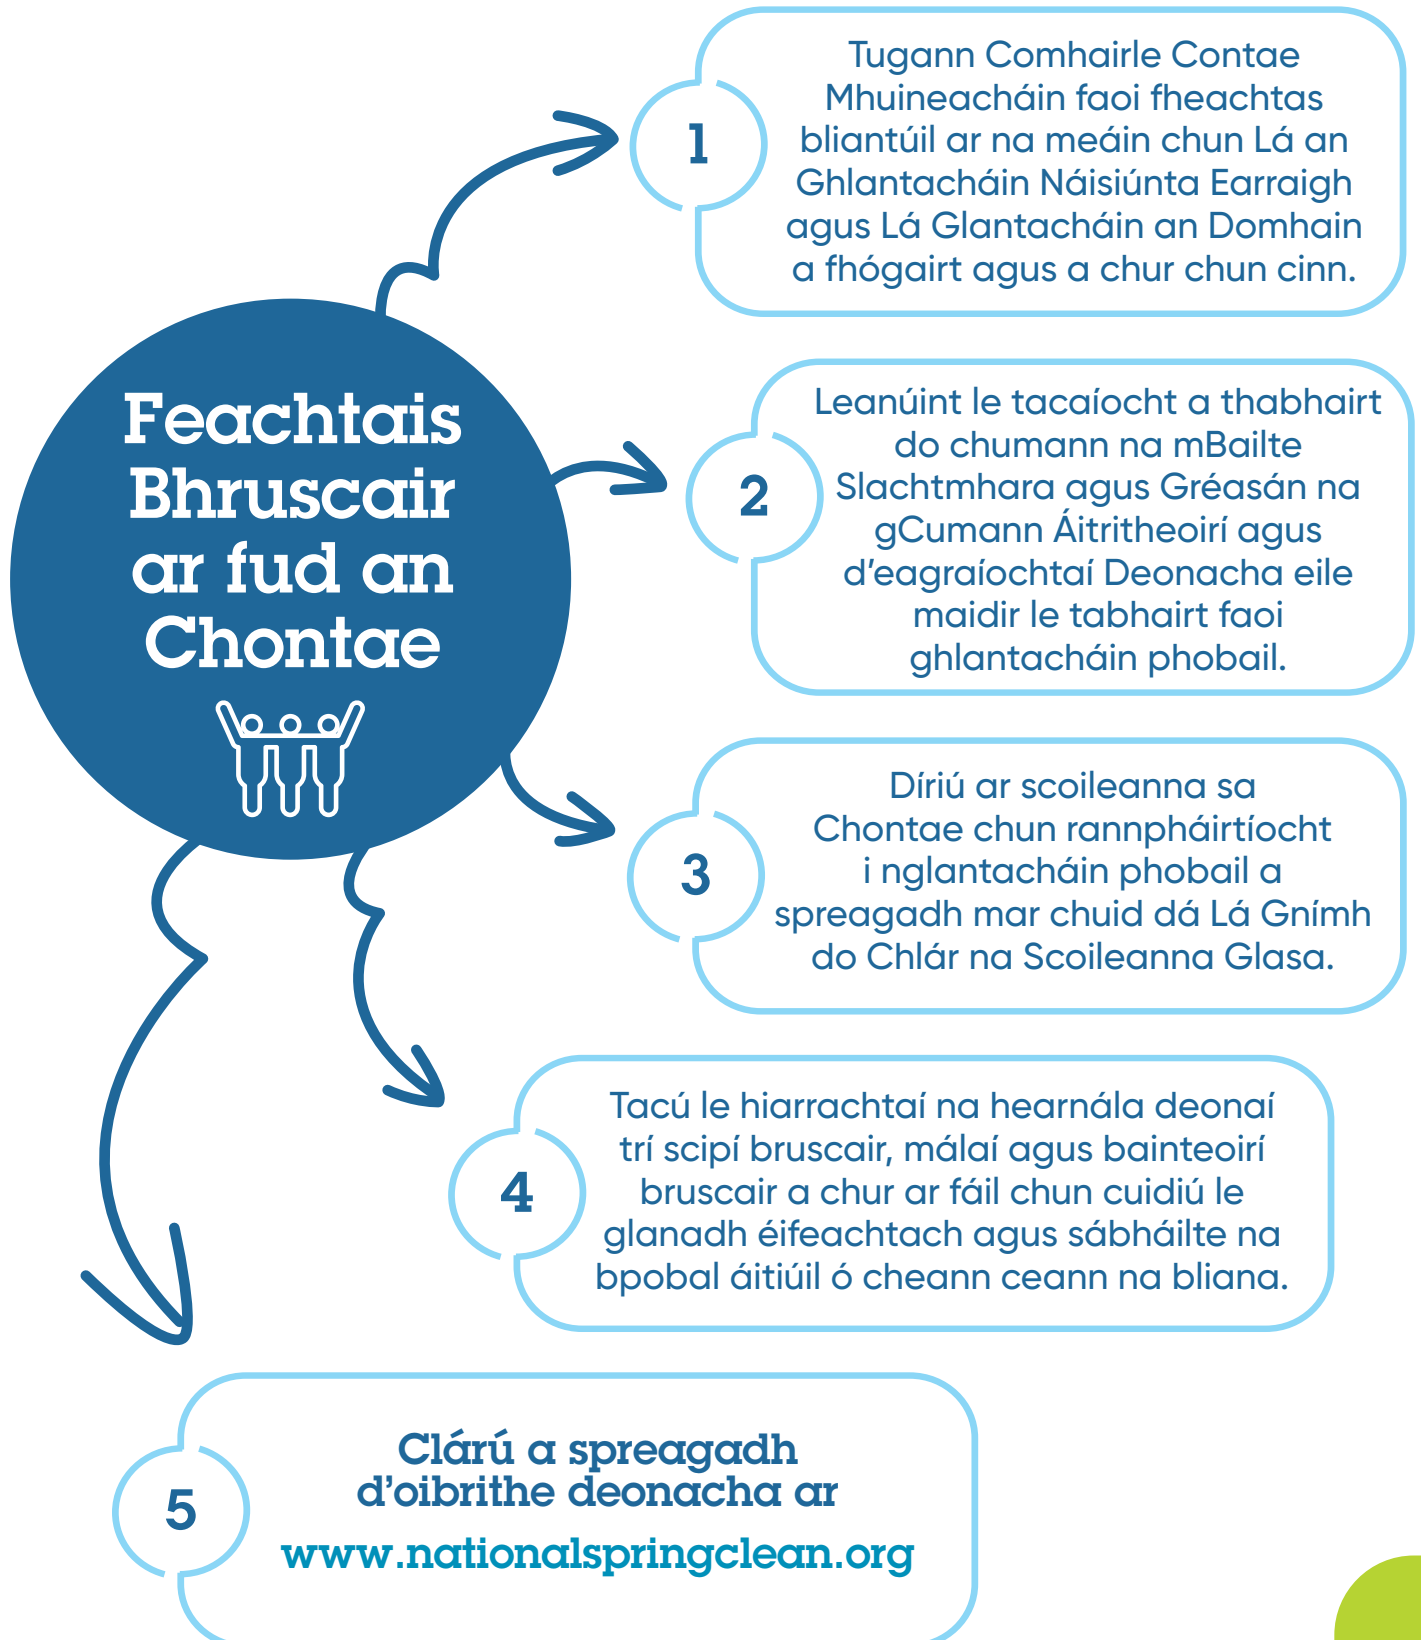 Feachtais
Bhruscair
ar fud an
Chontae
1
Tugann Comhairle Contae
Mhuineacháin faoi fheachtas
bliantúil ar na meáin chun Lá an
Ghlantacháin Náisiúnta Earraigh
agus Lá Glantacháin an Domhain
a fhógairt agus a chur chun cinn.
2
Leanúint le tacaíocht a thabhairt
do chumann na mBailte
Slachtmhara agus Gréasán na
gCumann Áitritheoirí agus
d'eagraíochtaí Deonacha eile
maidir le tabhairt faoi
ghlantacháin phobail.
3
Díriú ar scoileanna sa
Chontae chun rannpháirtíocht
i nglantacháin phobail a
spreagadh mar chuid dá Lá Gnímh
do Chlár na Scoileanna Glasa.
4
Tacú le hiarrachtaí na hearnála deonaí
trí scipí bruscair, málaí agus bainteoirí
bruscair a chur ar fáil chun cuidiú le
glanadh éifeachtach agus sábháilte na
bpobal áitiúil ó cheann ceann na bliana.
5
Clárú a spreagadh
d'oibrithe deonacha ar
www.nationalspringclean.org